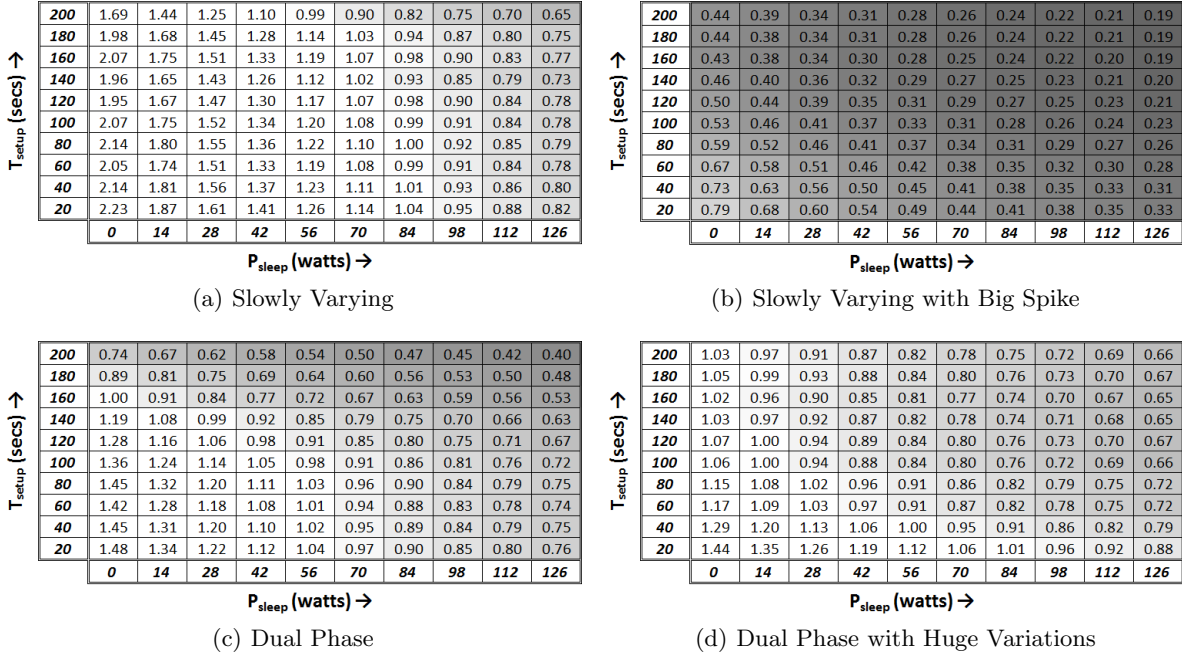 200 1.69 1.44 1.25 1.10 0.99 0.90 0.82 0.75 0.70 0.65
180 1.98 1.68 1.45 1.28 1.14 1.03 0.94 0.87 0.80 0.75
160 2.07 1.75 1.51 1.33 1.19 1.07 0.98 0.90 0.83 0.77
140 1.96 1.65 1.43 1.26 1.12 1.02 0.93 0.85 0.79 0.73
120 1.95 1.67 1.47 1.30 1.17 1.07 0.98 0.90 0.84 0.78
100 2.07 1.75 1.52 1.34 1.20 1.08 0.99 0.91 0.84 0.78
80 2.14 1.80 1.55 1.36 1.22 1.10 1.00 0.92 0.85 0.79
60 2.05 1.74 1.51 1.33 1.19 1.08 0.99 0.91 0.84 0.78
40 2.14 1.81 1.56 1.37 1.23 1.11 1.01 0.93 0.86 0.80
20 2.23 1.87 1.61 1.41 1.26 1.14 1.04 0.95 0.88 0.82
0 14 28 42 56 70 84 98 112 126
T_setup (secs) →
P_sleep (watts) →
(a) Slowly Varying
200 0.44 0.39 0.34 0.31 0.28 0.26 0.24 0.22 0.21 0.19
180 0.44 0.38 0.34 0.31 0.28 0.26 0.24 0.22 0.21 0.19
160 0.43 0.38 0.34 0.30 0.28 0.25 0.24 0.22 0.20 0.19
140 0.46 0.40 0.36 0.32 0.29 0.27 0.25 0.23 0.21 0.20
120 0.50 0.44 0.39 0.35 0.31 0.29 0.27 0.25 0.23 0.21
100 0.53 0.46 0.41 0.37 0.33 0.31 0.28 0.26 0.24 0.23
80 0.59 0.52 0.46 0.41 0.37 0.34 0.31 0.29 0.27 0.26
60 0.67 0.58 0.51 0.46 0.42 0.38 0.35 0.32 0.30 0.28
40 0.73 0.63 0.56 0.50 0.45 0.41 0.38 0.35 0.33 0.31
20 0.79 0.68 0.60 0.54 0.49 0.44 0.41 0.38 0.35 0.33
0 14 28 42 56 70 84 98 112 126
T_setup (secs) →
P_sleep (watts) →
(b) Slowly Varying with Big Spike
200 0.74 0.67 0.62 0.58 0.54 0.50 0.47 0.45 0.42 0.40
180 0.89 0.81 0.75 0.69 0.64 0.60 0.56 0.53 0.50 0.48
160 1.00 0.91 0.84 0.77 0.72 0.67 0.63 0.59 0.56 0.53
140 1.19 1.08 0.99 0.92 0.85 0.79 0.75 0.70 0.66 0.63
120 1.28 1.16 1.06 0.98 0.91 0.85 0.80 0.75 0.71 0.67
100 1.36 1.24 1.14 1.05 0.98 0.91 0.86 0.81 0.76 0.72
80 1.45 1.32 1.20 1.11 1.03 0.96 0.90 0.84 0.79 0.75
60 1.42 1.28 1.18 1.08 1.01 0.94 0.88 0.83 0.78 0.74
40 1.45 1.31 1.20 1.10 1.02 0.95 0.89 0.84 0.79 0.75
20 1.48 1.34 1.22 1.12 1.04 0.97 0.90 0.85 0.80 0.76
0 14 28 42 56 70 84 98 112 126
T_setup (secs) →
P_sleep (watts) →
(c) Dual Phase
200 1.03 0.97 0.91 0.87 0.82 0.78 0.75 0.72 0.69 0.66
180 1.05 0.99 0.93 0.88 0.84 0.80 0.76 0.73 0.70 0.67
160 1.02 0.96 0.90 0.85 0.81 0.77 0.74 0.70 0.67 0.65
140 1.03 0.97 0.92 0.87 0.82 0.78 0.74 0.71 0.68 0.65
120 1.07 1.00 0.94 0.89 0.84 0.80 0.76 0.73 0.70 0.67
100 1.06 1.00 0.94 0.88 0.84 0.80 0.76 0.72 0.69 0.66
80 1.15 1.08 1.02 0.96 0.91 0.86 0.82 0.79 0.75 0.72
60 1.17 1.09 1.03 0.97 0.91 0.87 0.82 0.78 0.75 0.72
40 1.29 1.20 1.13 1.06 1.00 0.95 0.91 0.86 0.82 0.79
20 1.44 1.35 1.26 1.19 1.12 1.06 1.01 0.96 0.92 0.88
0 14 28 42 56 70 84 98 112 126
T_setup (secs) →
P_sleep (watts) →
(d) Dual Phase with Huge Variations